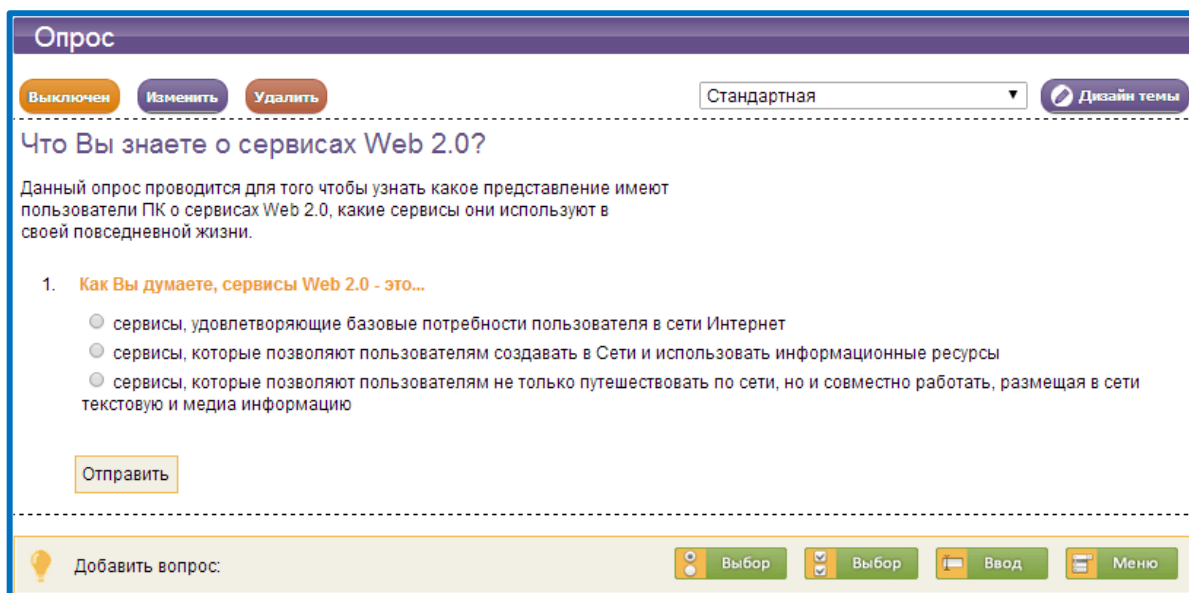 Опрос
Выключен Изменить Удалить Стандартная Дизайн темы
Что Вы знаете о сервисах Web 2.0?
Данный опрос проводится для того чтобы узнать какое представление имеют
пользователи ПК о сервисах Web 2.0, какие сервисы они используют в
своей повседневной жизни.
1. Как Вы думаете, сервисы Web 2.0 - это...
сервисы, удовлетворяющие базовые потребности пользователя в сети Интернет
сервисы, которые позволяют пользователям создавать в Сети и использовать информационные ресурсы
сервисы, которые позволяют пользователям не только путешествовать по сети, но и совместно работать, размещая в сети
текстовую и медиа информацию
Отправить
Добавить вопрос: Выбор Выбор Ввод Меню